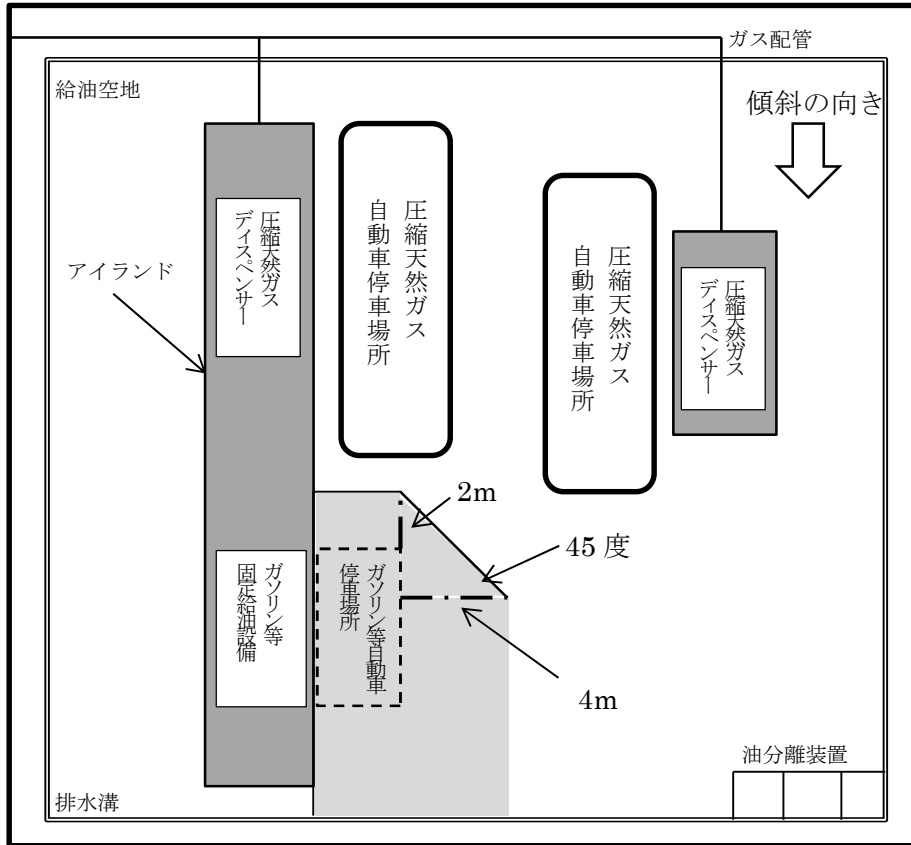 ガス配管
給油空地
傾斜の向き
圧縮天然ガス
ディスペンサー
圧縮天然ガス
自動車停車場所
圧縮天然ガス
自動車停車場所
圧縮天然ガス
ディスペンサー
アイランド
2m
45 度
ガソリン等
固定給油設備
ガソリン等自動車
停車場所
4m
油分離装置
排水溝